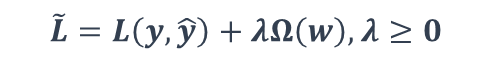 L̃ = L(y, ŷ) + λΩ(w), λ ≥ 0